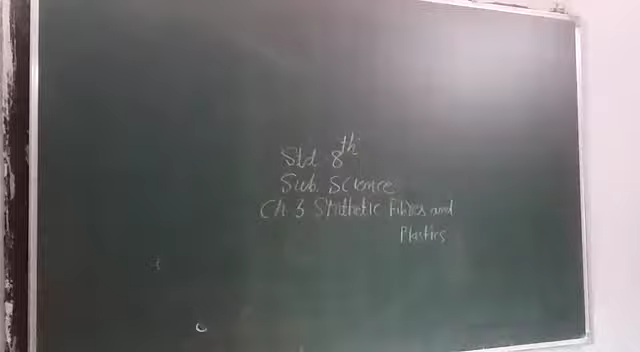 Std 8th
Sub. Science
Ch 3 Synthetic Fibres and
Plastics